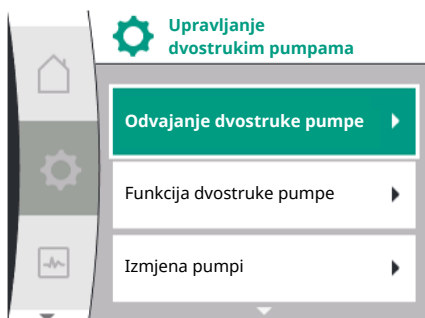 Upravljanje
dvostrukim pumpama
Odvajanje dvostruke pumpe
Funkcija dvostruke pumpe
Izmjena pumpi